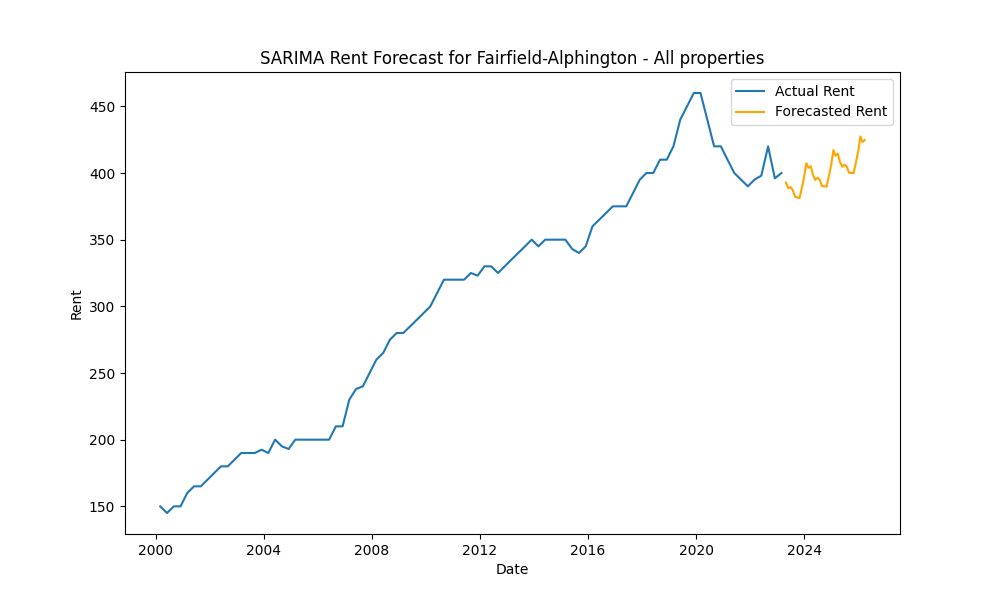 SARIMA Rent Forecast for Fairfield-Alphington - All properties
Actual Rent
Forecasted Rent
450
400
350
300
250
200
150
Rent
2000 2004 2008 2012 2016 2020 2024
Date